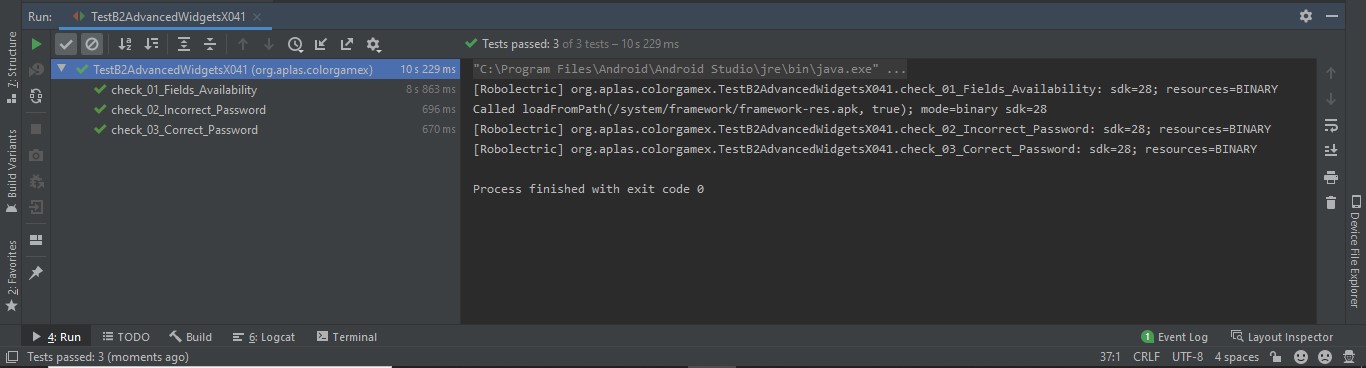 Run: TestB2AdvancedWidgetsX041
Tests passed: 3 of 3 tests – 10 s 229 ms
TestB2AdvancedWidgetsX041 (org.aplas.colorgamex) 10 s 229 ms
check_01_Fields_Availability 8 s 863 ms
check_02_Incorrect_Password 696 ms
check_03_Correct_Password 670 ms
"C:\Program Files\Android\Android Studio\jre\bin\java.exe" ...
[Robolectric] org.aplas.colorgamex.TestB2AdvancedWidgetsX041.check_01_Fields_Availability: sdk=28; resources=BINARY
Called loadFromPath(/system/framework/framework-res.apk, true); mode=binary sdk=28
[Robolectric] org.aplas.colorgamex.TestB2AdvancedWidgetsX041.check_02_Incorrect_Password: sdk=28; resources=BINARY
[Robolectric] org.aplas.colorgamex.TestB2AdvancedWidgetsX041.check_03_Correct_Password: sdk=28; resources=BINARY
Process finished with exit code 0
7: Structure
Build Variants
2: Favorites
Device File Explorer
4: Run TODO Build 6: Logcat Terminal 1 Event Log Layout Inspector
Tests passed: 3 (moments ago) 37:1 CRLF UTF-8 4 spaces